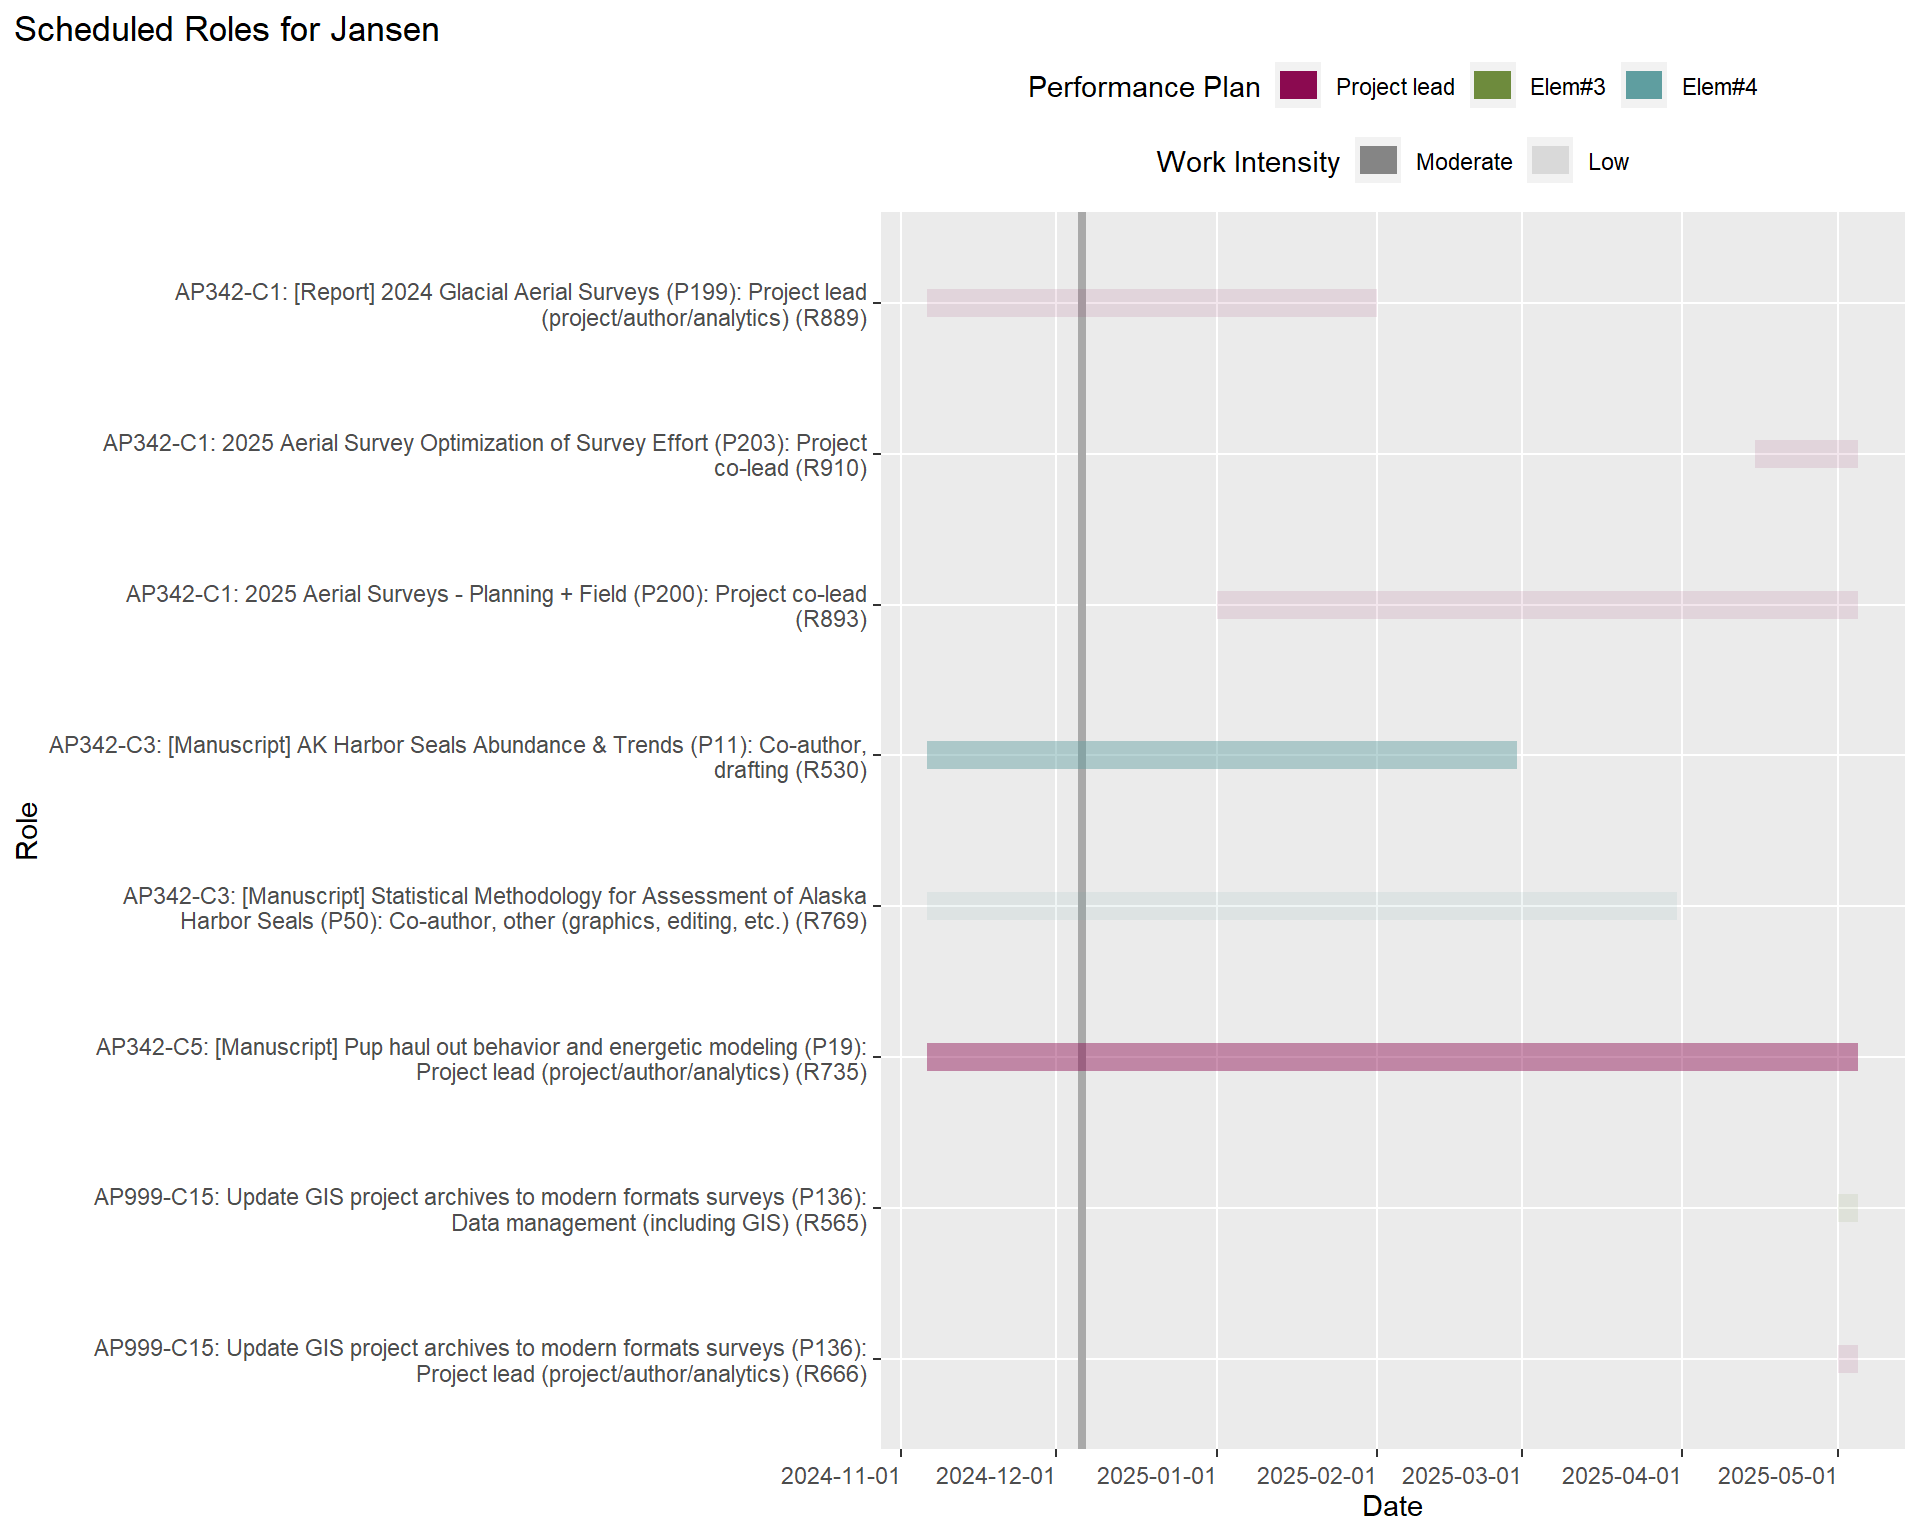 Scheduled Roles for Jansen
Performance Plan Project lead Elem#3 Elem#4
Work Intensity Moderate Low
AP342-C1: [Report] 2024 Glacial Aerial Surveys (P199): Project lead
(project/author/analytics) (R889)
AP342-C1: 2025 Aerial Survey Optimization of Survey Effort (P203): Project
co-lead (R910)
AP342-C1: 2025 Aerial Surveys - Planning + Field (P200): Project co-lead
(R893)
AP342-C3: [Manuscript] AK Harbor Seals Abundance & Trends (P11): Co-author,
drafting (R530)
AP342-C3: [Manuscript] Statistical Methodology for Assessment of Alaska
Harbor Seals (P50): Co-author, other (graphics, editing, etc.) (R769)
AP342-C5: [Manuscript] Pup haul out behavior and energetic modeling (P19):
Project lead (project/author/analytics) (R735)
AP999-C15: Update GIS project archives to modern formats surveys (P136):
Data management (including GIS) (R565)
AP999-C15: Update GIS project archives to modern formats surveys (P136):
Project lead (project/author/analytics) (R666)
Role
2024-11-01 2024-12-01 2025-01-01 2025-02-01 2025-03-01 2025-04-01 2025-05-01
Date